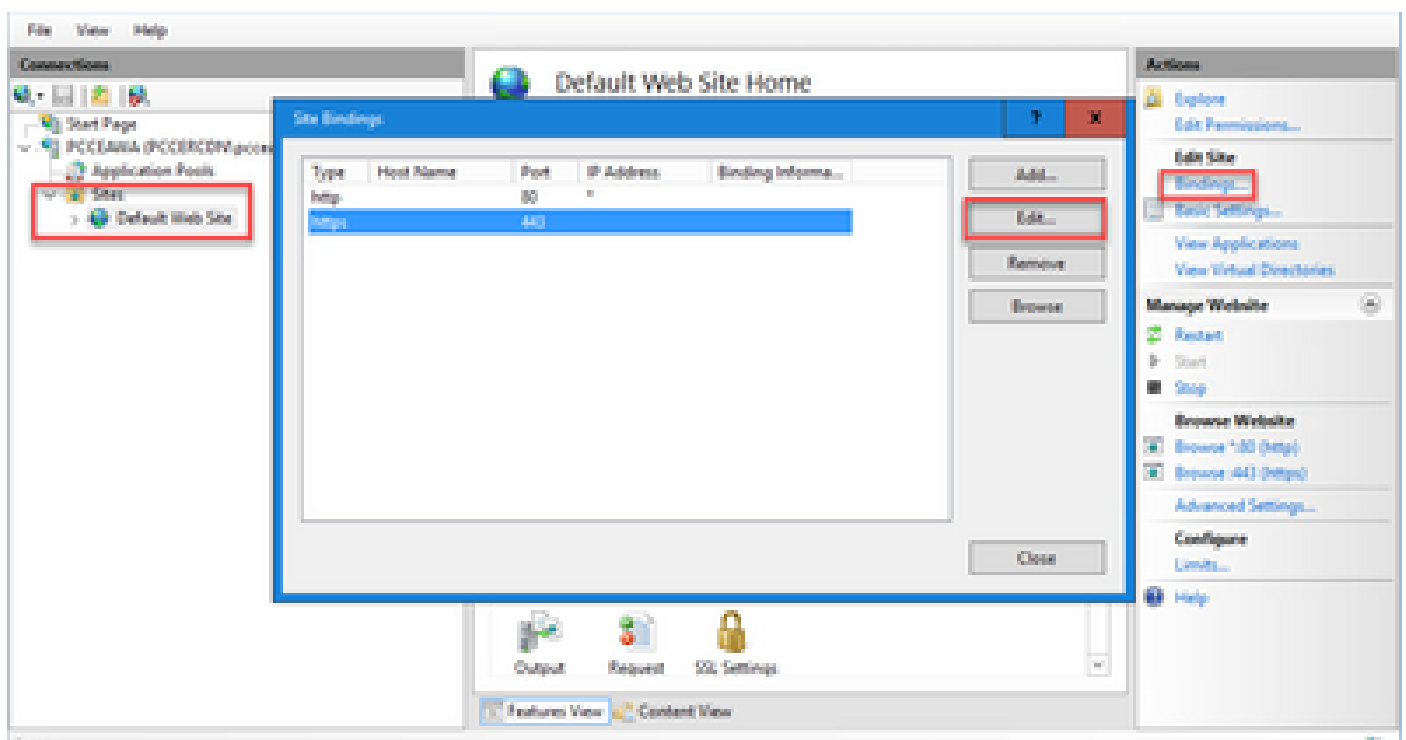 File View Help
Connections
Start Page
Application Pools
Sites
Default Web Site
Default Web Site Home
Site Bindings
? X
Type Host Name Port IP Address Binding Informa...
http 80 *
https 443
Add...
Edit...
Remove
Browse
Close
Output Request SSL Settings
Features View Content View
Actions
Explore
Edit Permissions...
Edit Site
Bindings...
Basic Settings...
View Applications
View Virtual Directories
Manage Website
Restart
Start
Stop
Browse Website
Browse *:80 (http)
Browse :443 (https)
Advanced Settings...
Configure
Limits...
Help